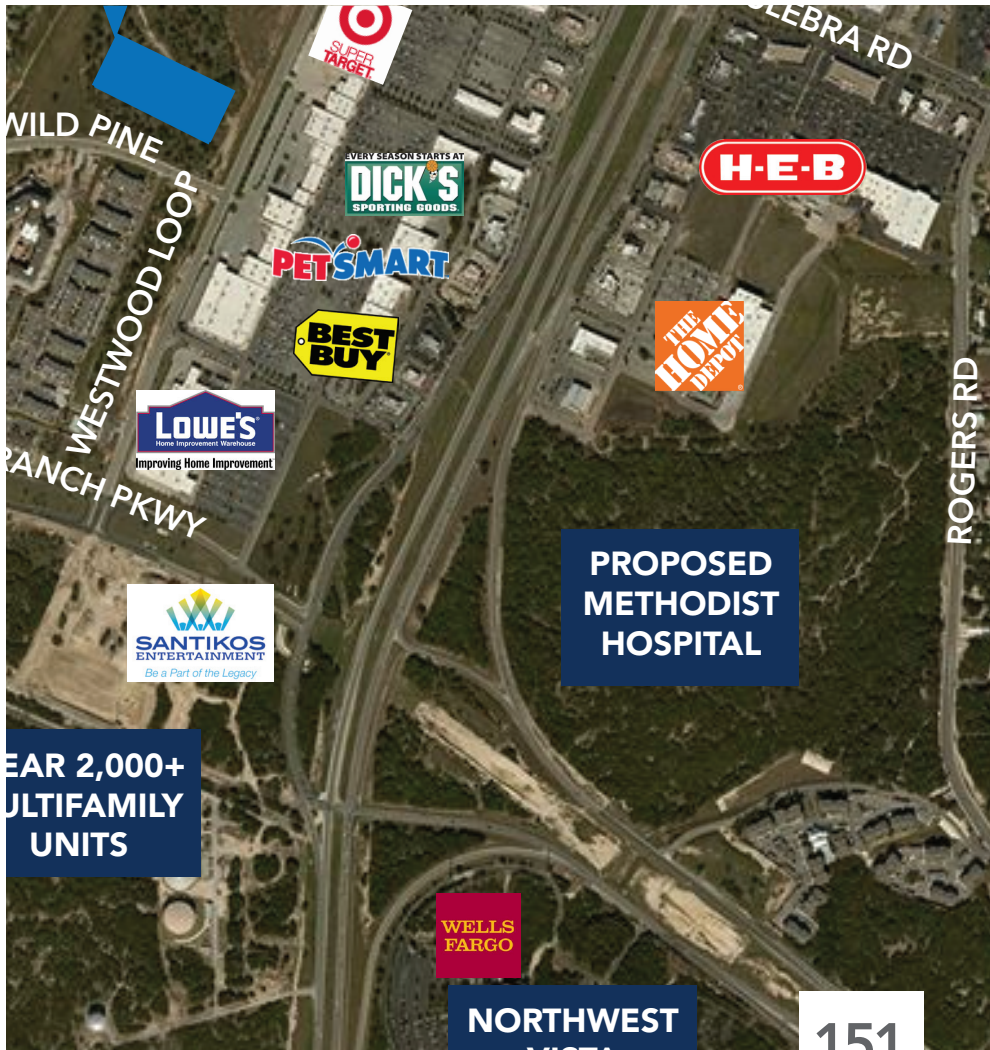 SUPER
TARGET
ULEBRA RD
WILD PINE
EVERY SEASON STARTS AT
DICK'S
SPORTING GOODS
H-E-B
WESTWOOD LOOP
PETSMART
BEST
BUY
THE
HOME
DEPOT
LOWE'S
Home Improvement Warehouse
Improving Home Improvement
ROGERS RD
RANCH PKWY
PROPOSED
METHODIST
HOSPITAL
SANTIKOS
ENTERTAINMENT
Be a Part of the Legacy
EAR 2,000+
ULTIFAMILY
UNITS
WELLS
FARGO
NORTHWEST
VISTA
151